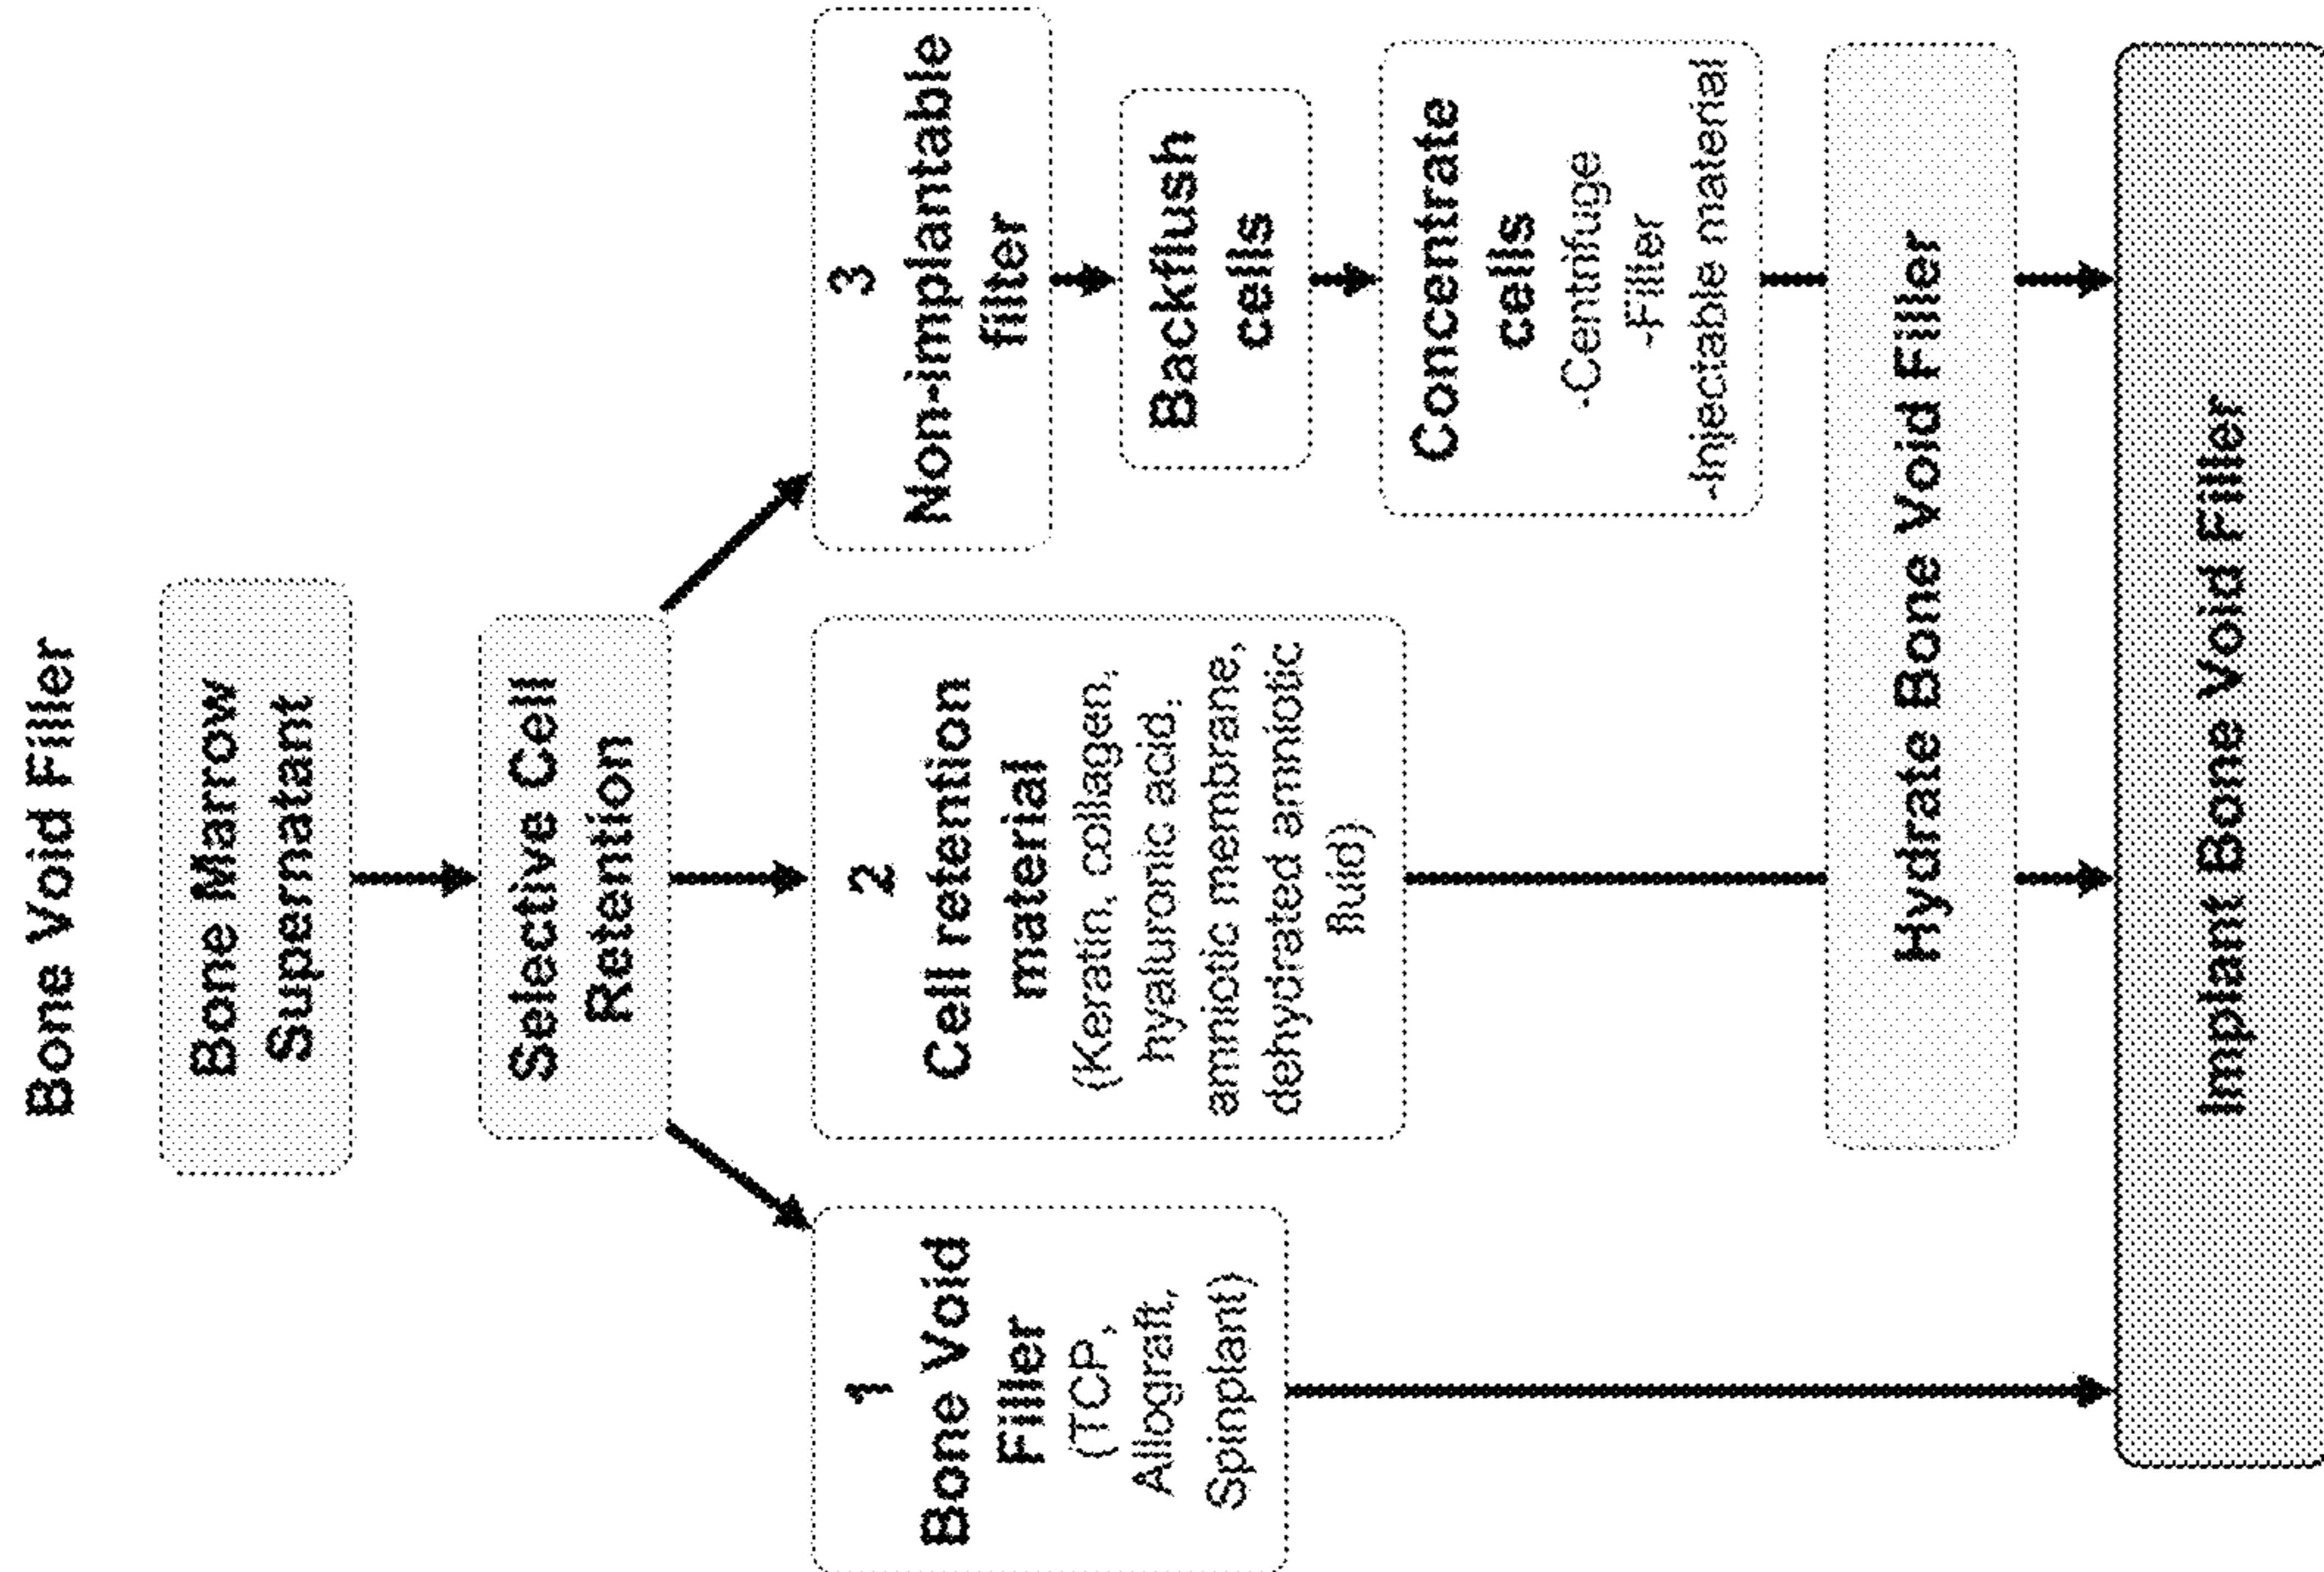 Bone Void Filler
Bone Marrow
Supernatant
Selective Cell
Retention
1
Bone Void
Filler
(TCP,
Allograft,
Spinplant)
2
Cell retention
material
(Keratin, collagen,
hyaluronic acid,
amniotic membrane,
dehydrated amniotic
fluid)
3
Non-implantable
filter
Backflush
cells
Concentrate
cells
-Centrifuge
-Filter
-Injectable material
Hydrate Bone Void Filler
Implant Bone Void Filler